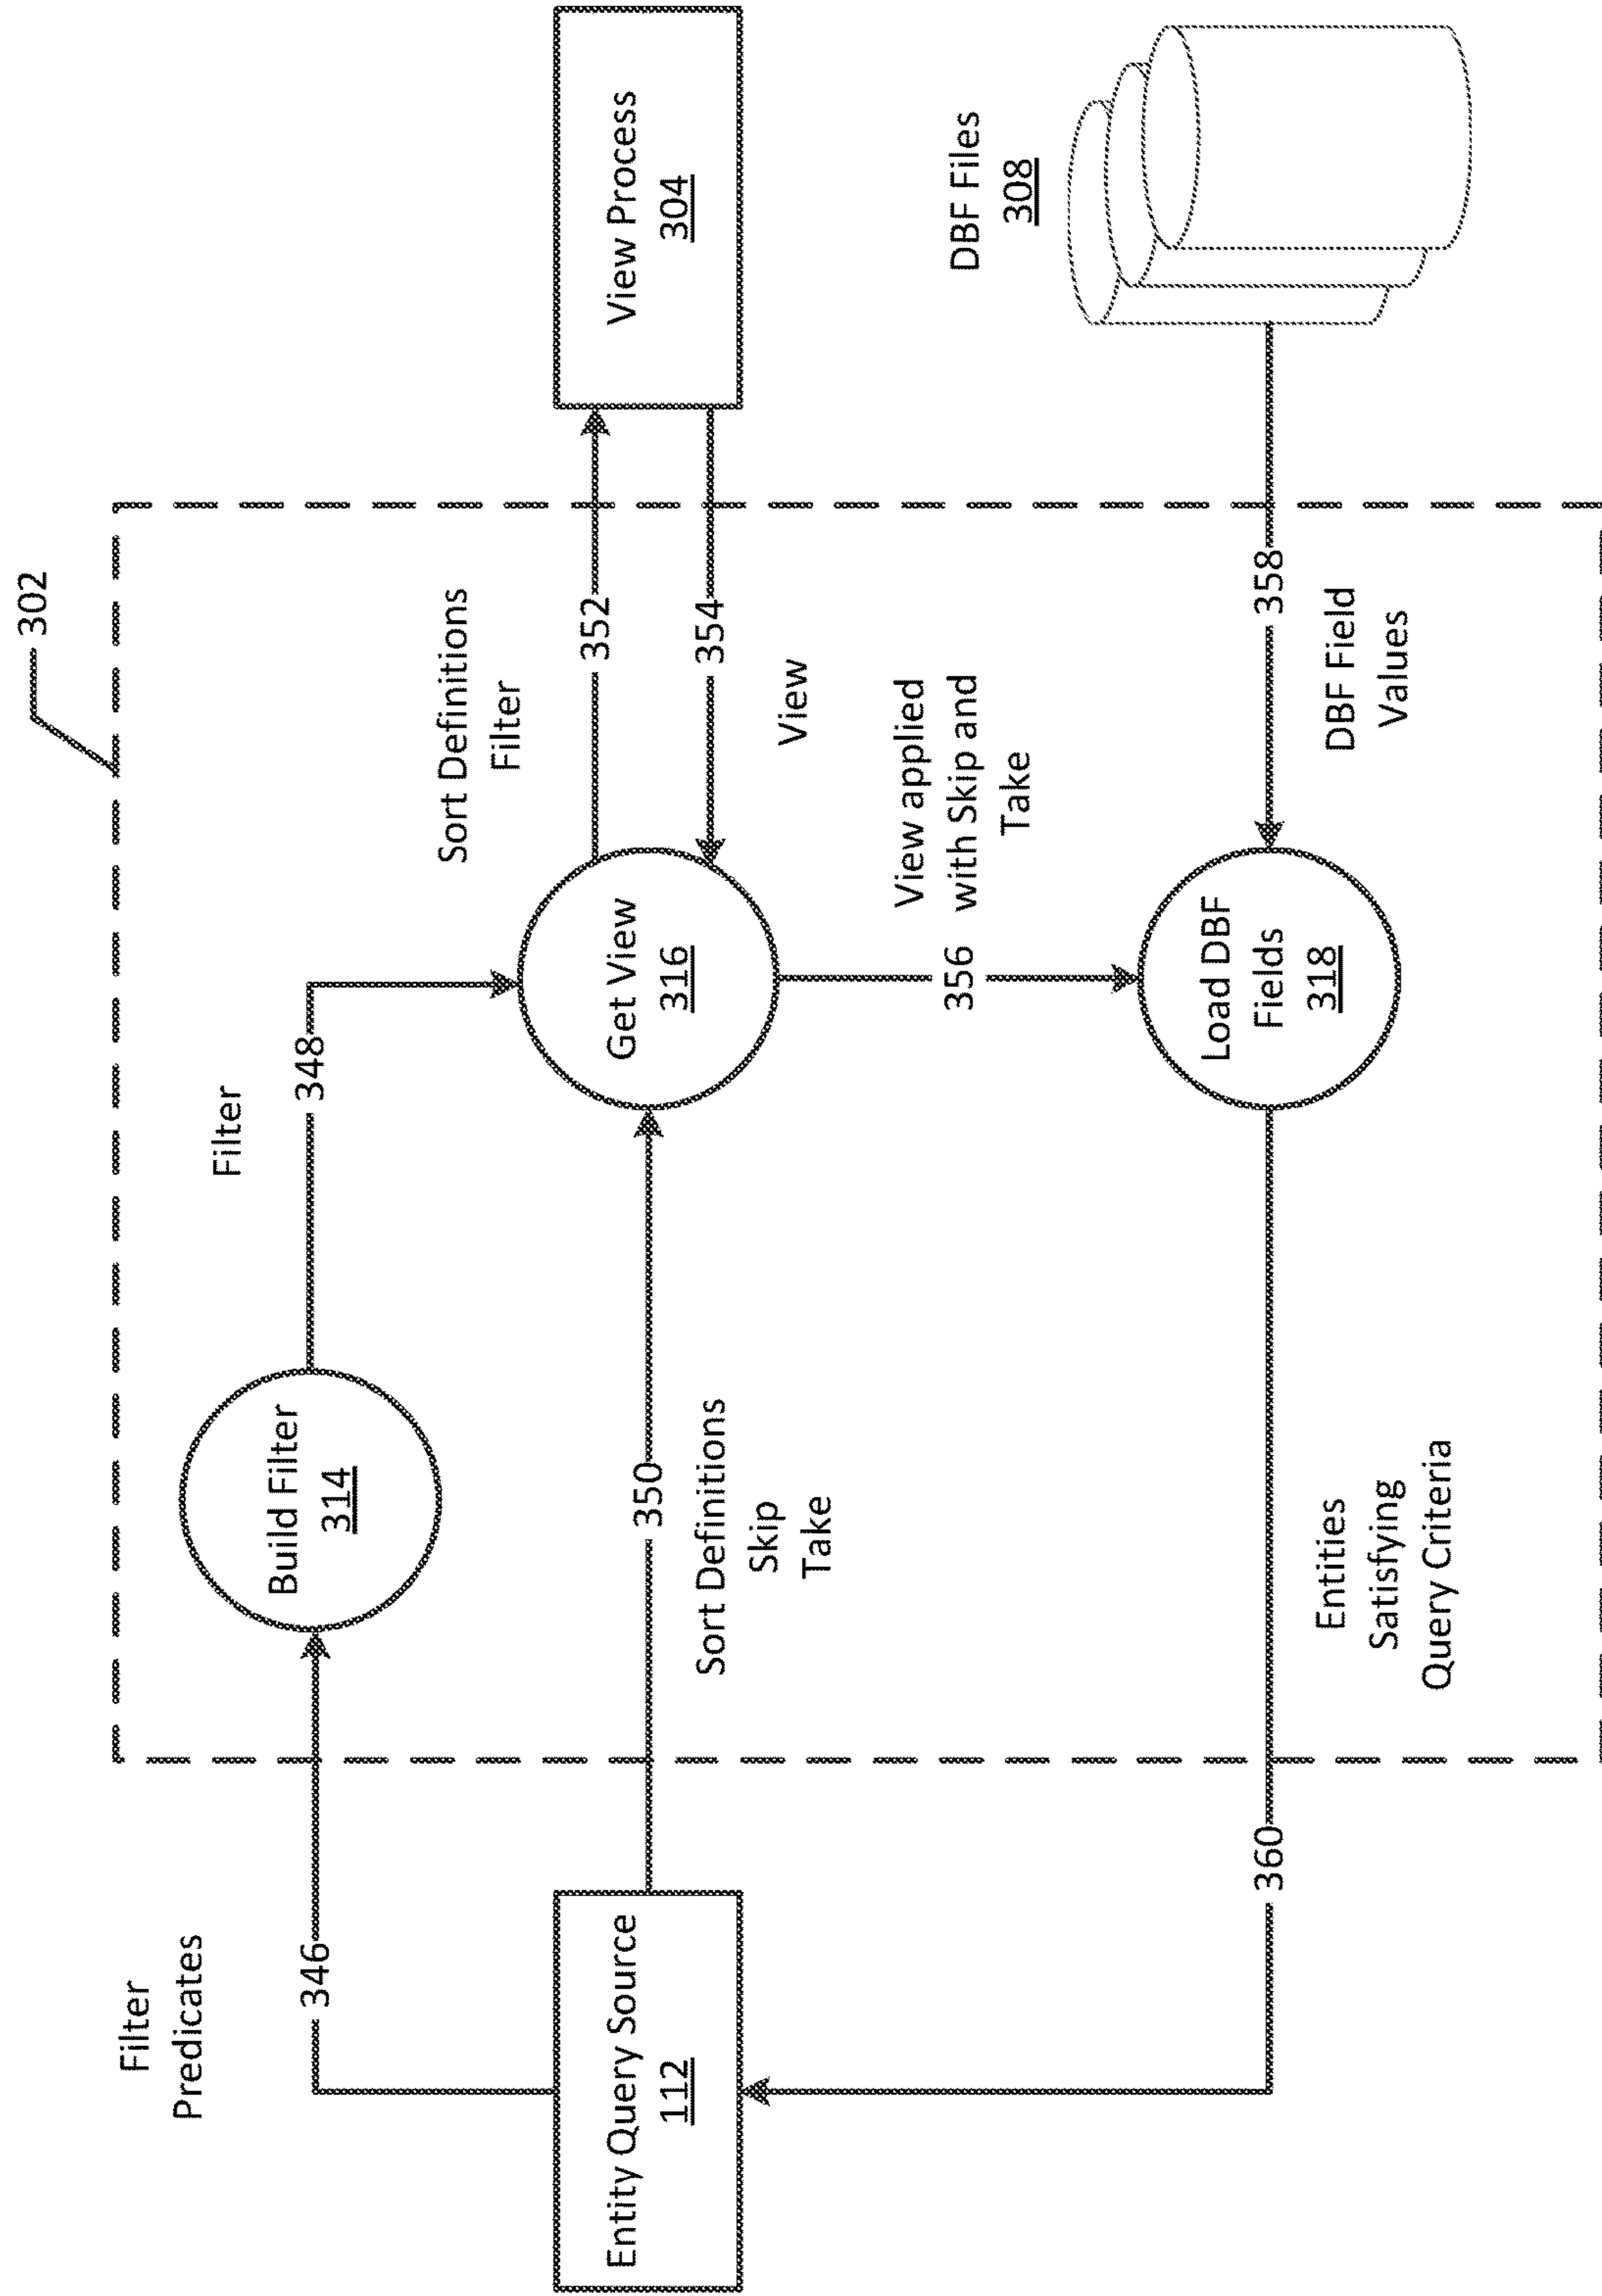 302
Filter
Predicates
346
Build Filter
314
Filter
348
Entity Query Source
112
350
Sort Definitions
Skip
Take
Get View
316
Sort Definitions
Filter
352
354
View
View Process
304
356
View applied
with Skip and
Take
360
Entities
Satisfying
Query Criteria
Load DBF
Fields
318
358
DBF Field
Values
DBF Files
308